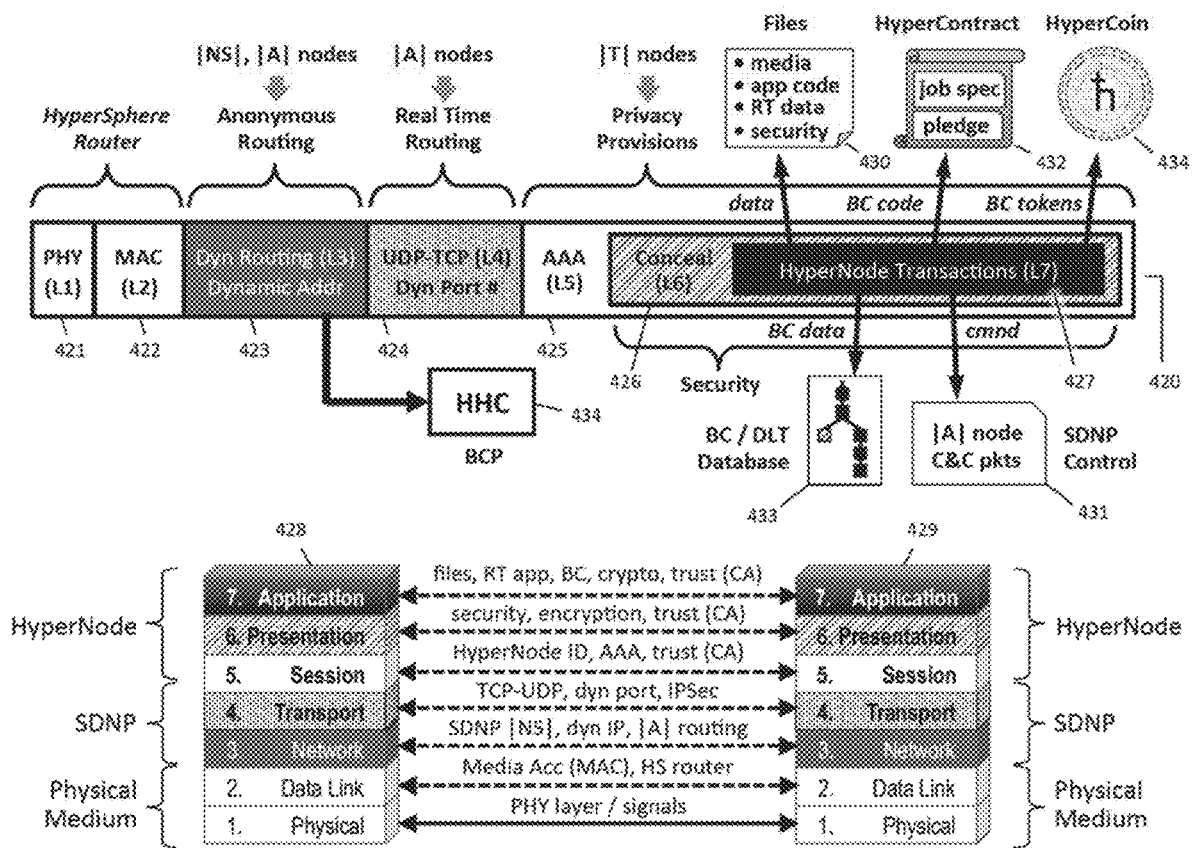 Files
HyperContract
HyperCoin
|NS|, |A| nodes
|A| nodes
|T| nodes
• media
• app code
• RT data
• security
job spec
pledge
ħ
HyperSphere
Router
Anonymous
Routing
Real Time
Routing
Privacy
Provisions
430
432
434
data
BC code
BC tokens
PHY
(L1)
MAC
(L2)
Dyn Routing (L3)
Dynamic Addr
UDP-TCP (L4)
Dyn Port #
AAA
(L5)
Conceal
(L6)
HyperNode Transactions (L7)
421
422
423
424
425
426
BC data
cmnd
427
420
Security
HHC
434
BCP
BC / DLT
Database
|A| node
C&C pkts
SDNP
Control
433
431
428
429
HyperNode
SDNP
Physical
Medium
7. Application
6. Presentation
5. Session
4. Transport
3. Network
2. Data Link
1. Physical
files, RT app, BC, crypto, trust (CA)
security, encryption, trust (CA)
HyperNode ID, AAA, trust (CA)
TCP-UDP, dyn port, IPSec
SDNP |NS|, dyn IP, |A| routing
Media Acc (MAC), HS router
PHY layer / signals
7. Application
6. Presentation
5. Session
4. Transport
3. Network
2. Data Link
1. Physical
HyperNode
SDNP
Physical
Medium